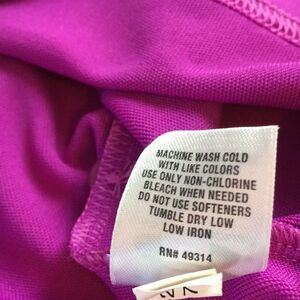 MACHINE WASH COLD
WITH LIKE COLORS
USE ONLY NON-CHLORINE
BLEACH WHEN NEEDED
DO NOT USE SOFTENERS
TUMBLE DRY LOW
LOW IRON
RN# 49314